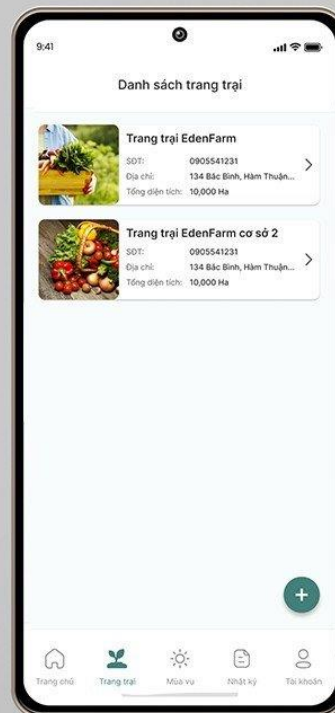 9:41
Danh sách trang trại
Trang trại EdenFarm
SĐT: 0905541231
Địa chỉ: 134 Bắc Bình, Hàm Thuận...
Tổng diện tích: 10,000 Ha
Trang trại EdenFarm cơ sở 2
SĐT: 0905541231
Địa chỉ: 134 Bắc Bình, Hàm Thuận...
Tổng diện tích: 10,000 Ha
+
Trang chủ Trang trại Mùa vụ Nhật ký Tài khoản